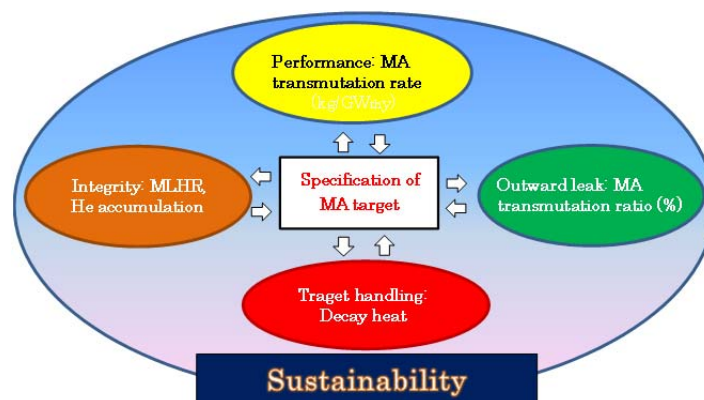 Performance: MA
transmutation rate
(kg/GWthy)
Integrity: MLHR,
He accumulation
Specification of
MA target
Outward leak: MA
transmutation ratio (%)
Traget handling:
Decay heat
Sustainability